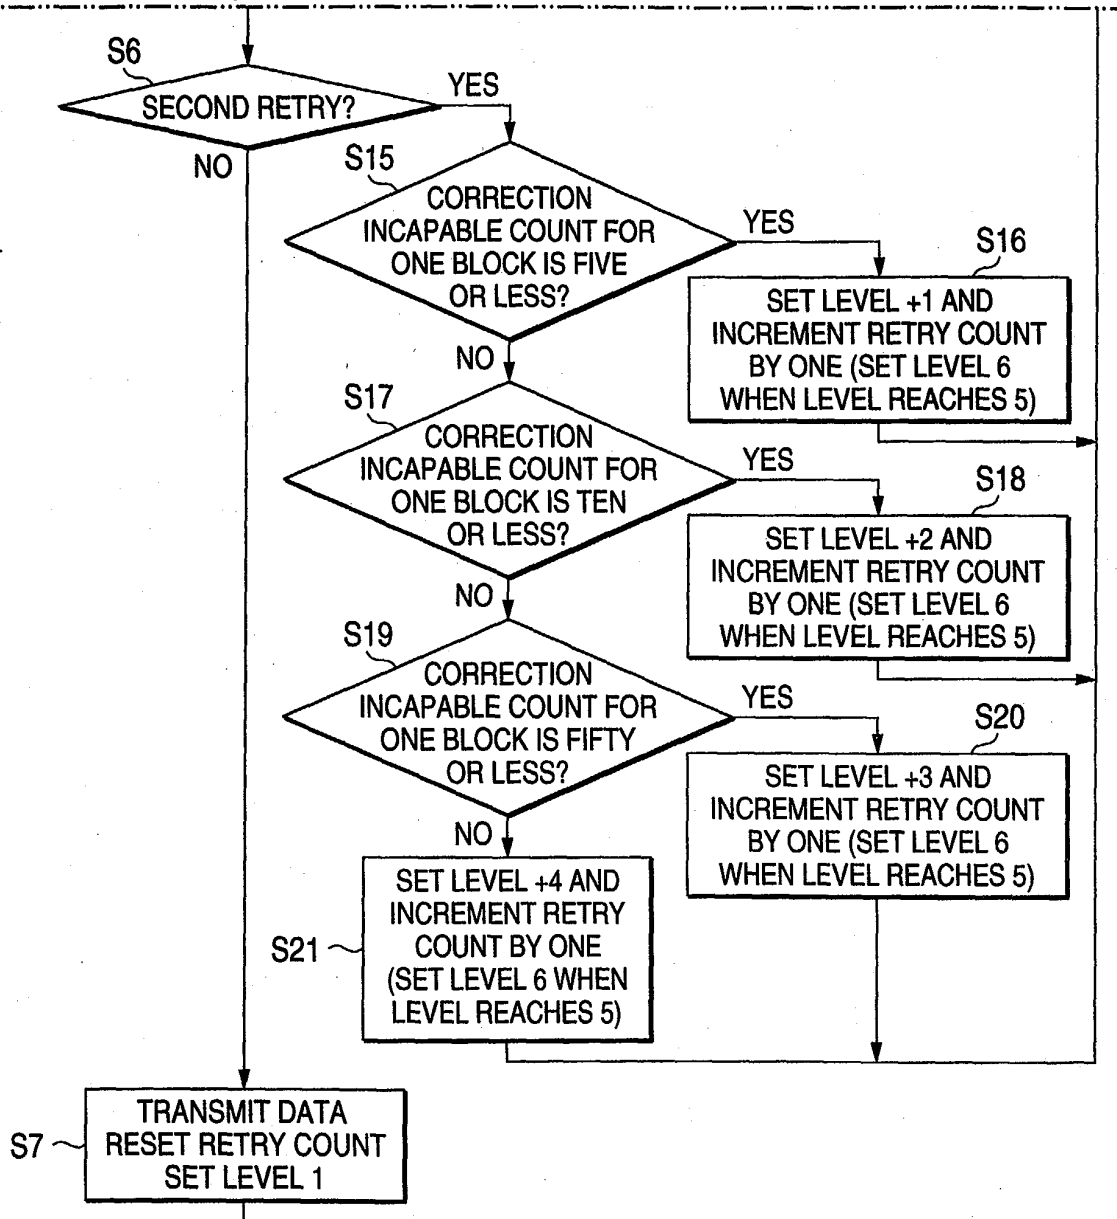 S6
SECOND RETRY?
YES
NO
S15
CORRECTION
INCAPABLE COUNT FOR
ONE BLOCK IS FIVE
OR LESS?
YES
NO
S16
SET LEVEL +1 AND
INCREMENT RETRY COUNT
BY ONE (SET LEVEL 6
WHEN LEVEL REACHES 5)
S17
CORRECTION
INCAPABLE COUNT FOR
ONE BLOCK IS TEN
OR LESS?
YES
NO
S18
SET LEVEL +2 AND
INCREMENT RETRY COUNT
BY ONE (SET LEVEL 6
WHEN LEVEL REACHES 5)
S19
CORRECTION
INCAPABLE COUNT FOR
ONE BLOCK IS FIFTY
OR LESS?
YES
NO
S20
SET LEVEL +3 AND
INCREMENT RETRY COUNT
BY ONE (SET LEVEL 6
WHEN LEVEL REACHES 5)
S21
SET LEVEL +4 AND
INCREMENT RETRY
COUNT BY ONE
(SET LEVEL 6 WHEN
LEVEL REACHES 5)
S7
TRANSMIT DATA
RESET RETRY COUNT
SET LEVEL 1